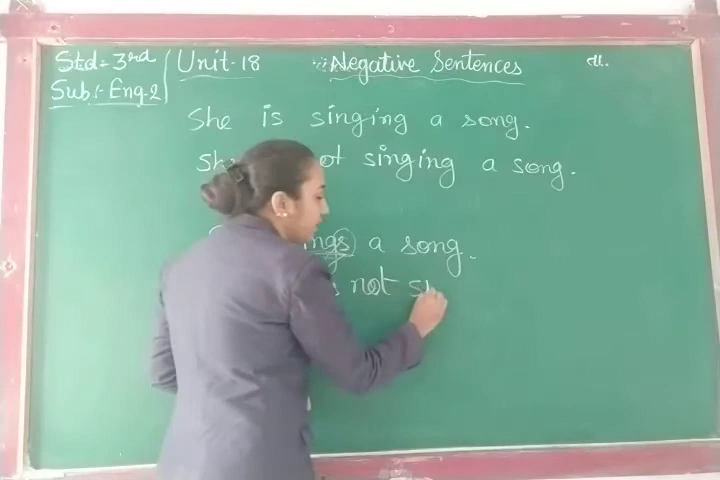 Std:- 3rd
Sub:- Eng.2
Unit-18
Negative Sentences
She is singing a song.
singing a song.
a song.
not